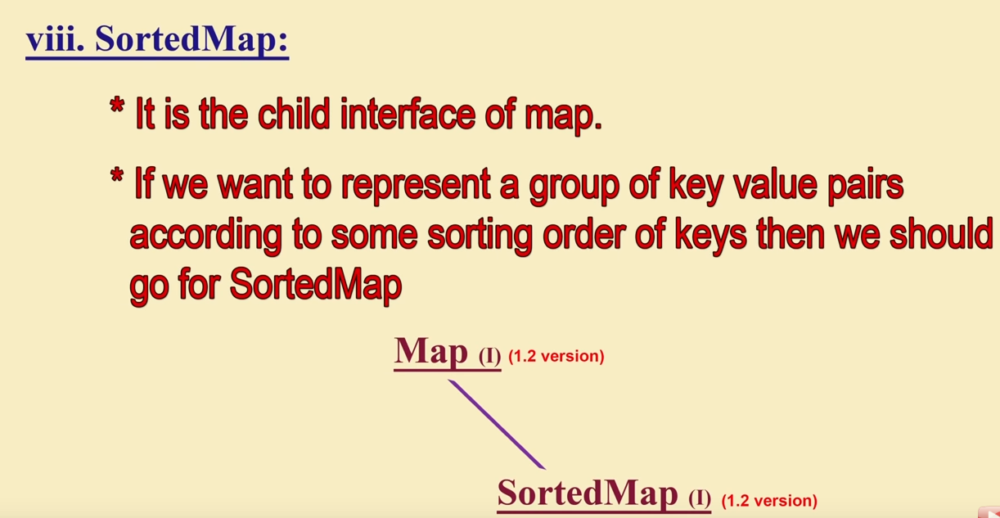 viii. SortedMap:
* It is the child interface of map.
* If we want to represent a group of key value pairs
according to some sorting order of keys then we should
go for SortedMap
Map (I) (1.2 version)
SortedMap (I) (1.2 version)